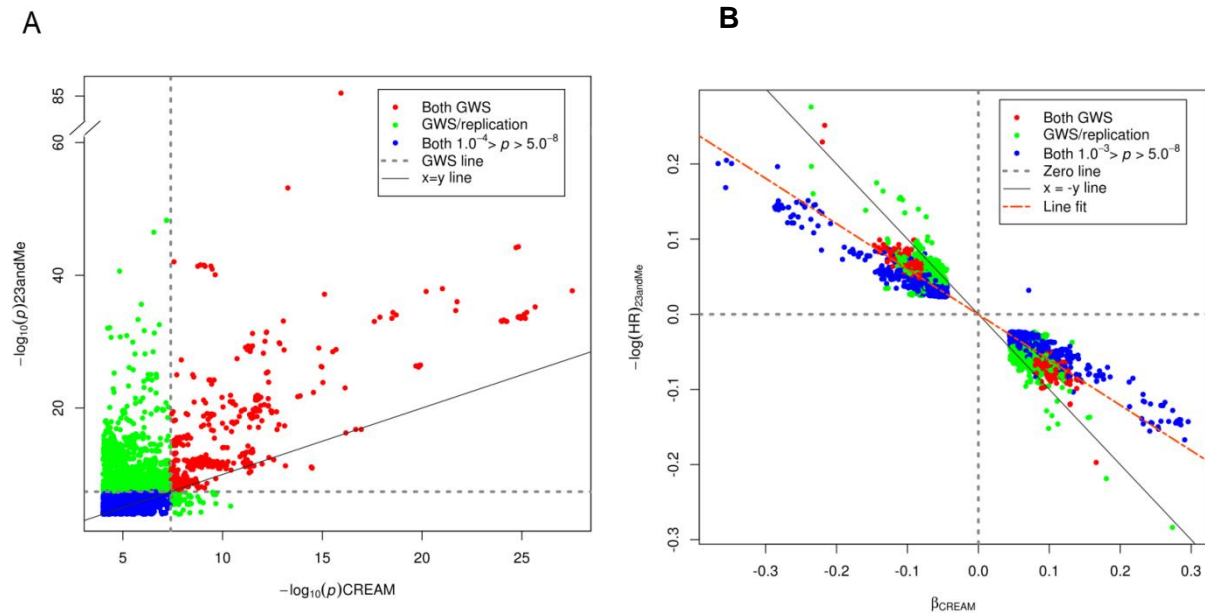 A
−log₁₀(p)23andMe
85
60
40
20
Both GWS
GWS/replication
Both 1.0⁻⁴> p > 5.0⁻⁸
GWS line
x=y line
5
10
15
20
25
−log₁₀(p)CREAM
B
−log(HR)₂₃andMe
0.2
0.1
0.0
-0.1
-0.2
-0.3
Both GWS
GWS/replication
Both 1.0⁻³> p > 5.0⁻⁸
Zero line
x = -y line
Line fit
-0.3
-0.2
-0.1
0.0
0.1
0.2
0.3
βCREAM